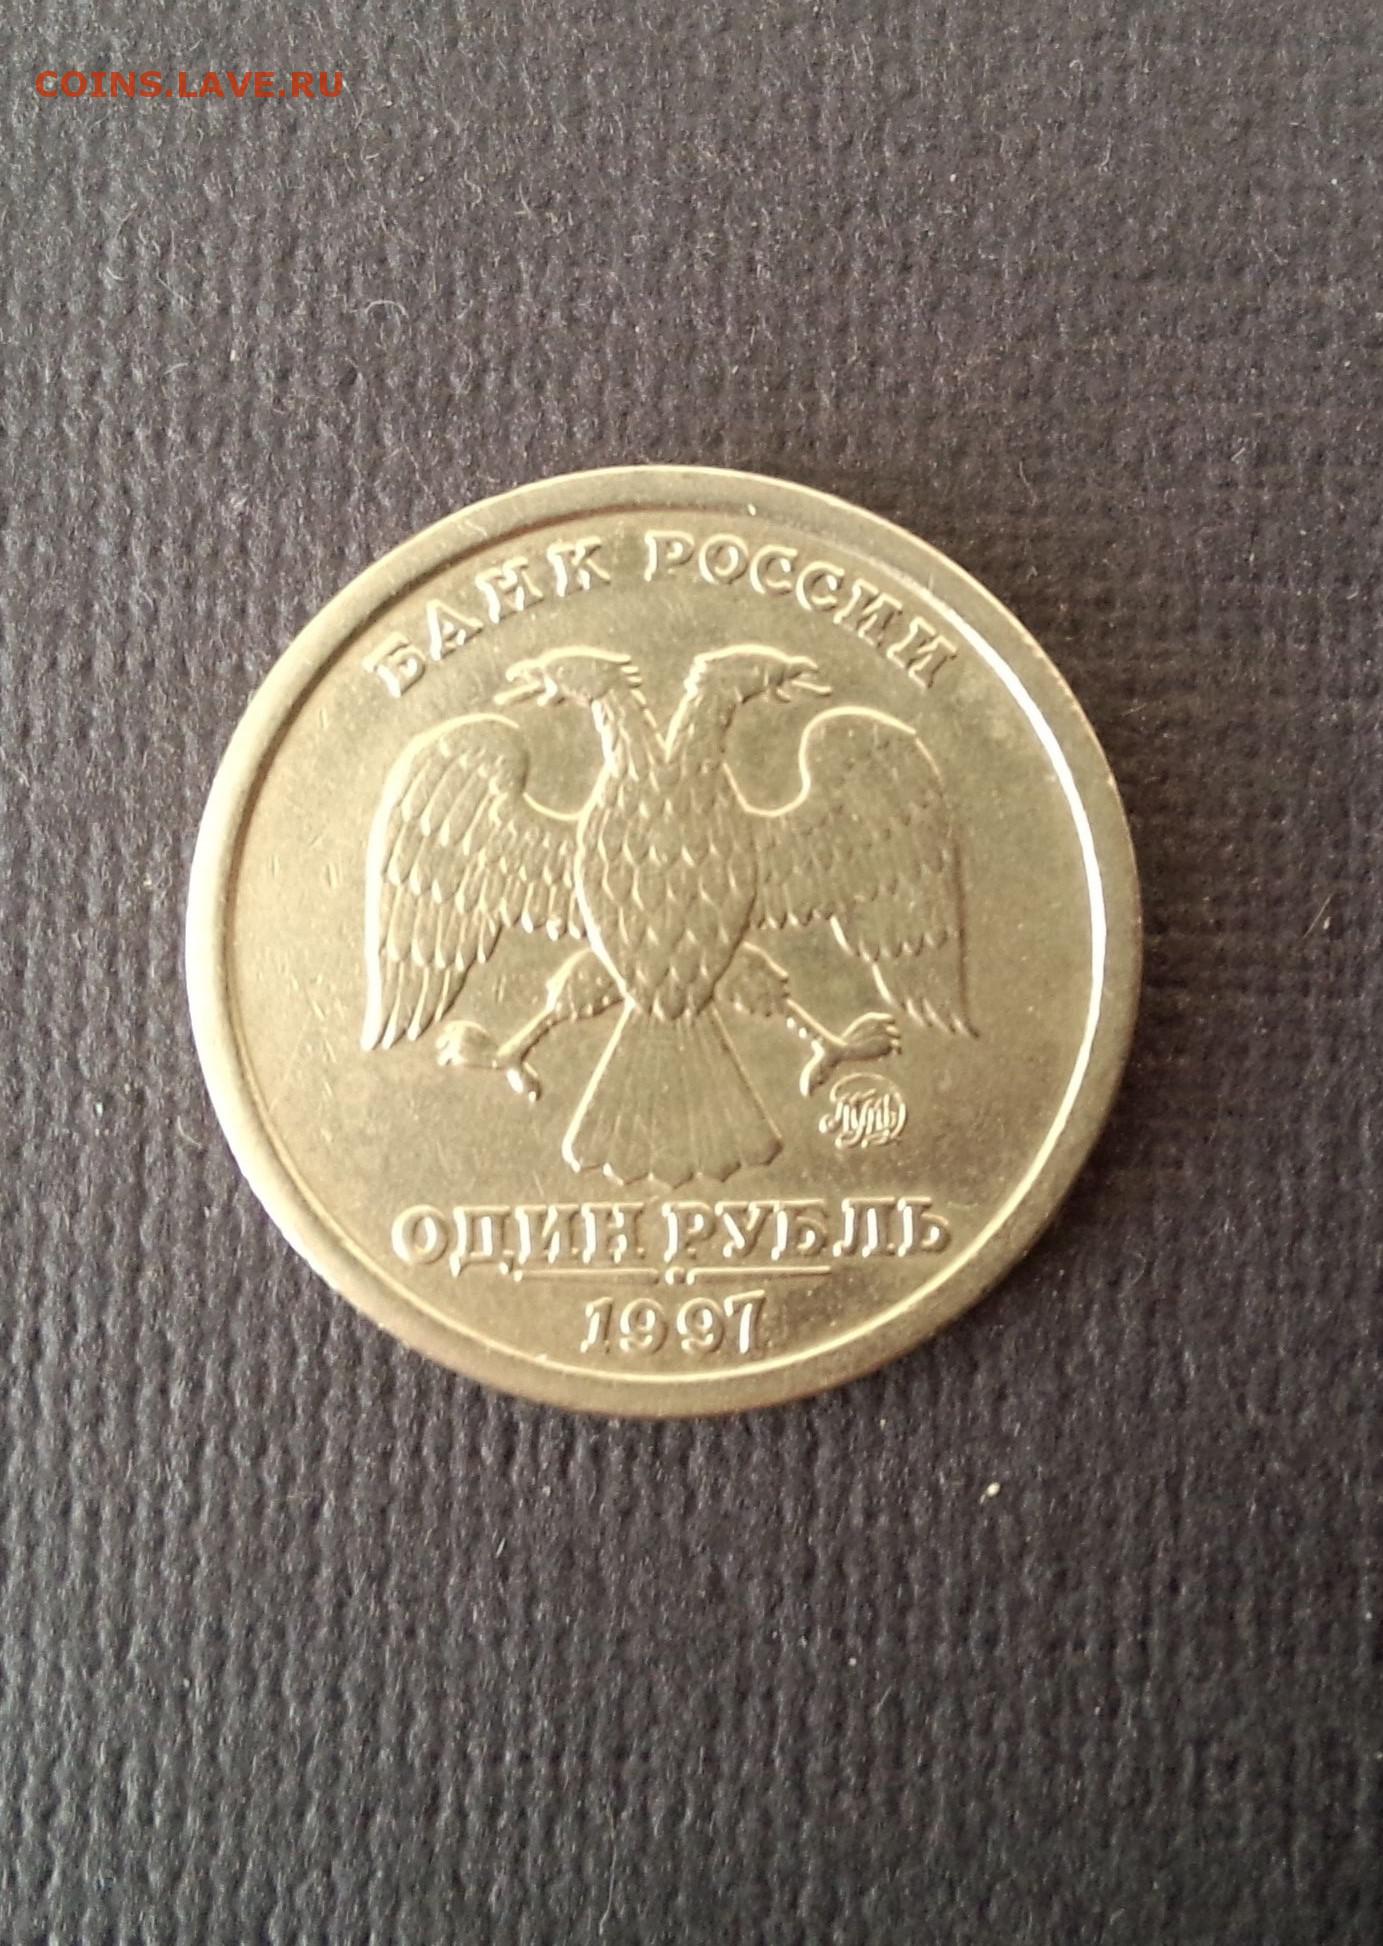 COINS.LAVE.RU
БАНК РОССИИ
ОДИН РУБЛЬ
1997